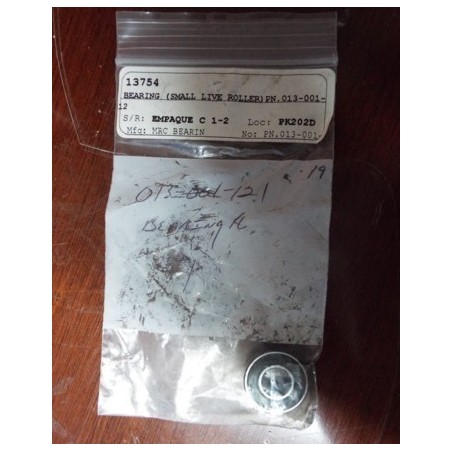 13754
BEARING (SMALL LIVE ROLLER)PN.013-001-
12
S/R: EMPAQUE C 1-2 Loc: PK202D
Mfg: MRC BEARIN No: PN.013-001-
.19
013-001-121
BEARING